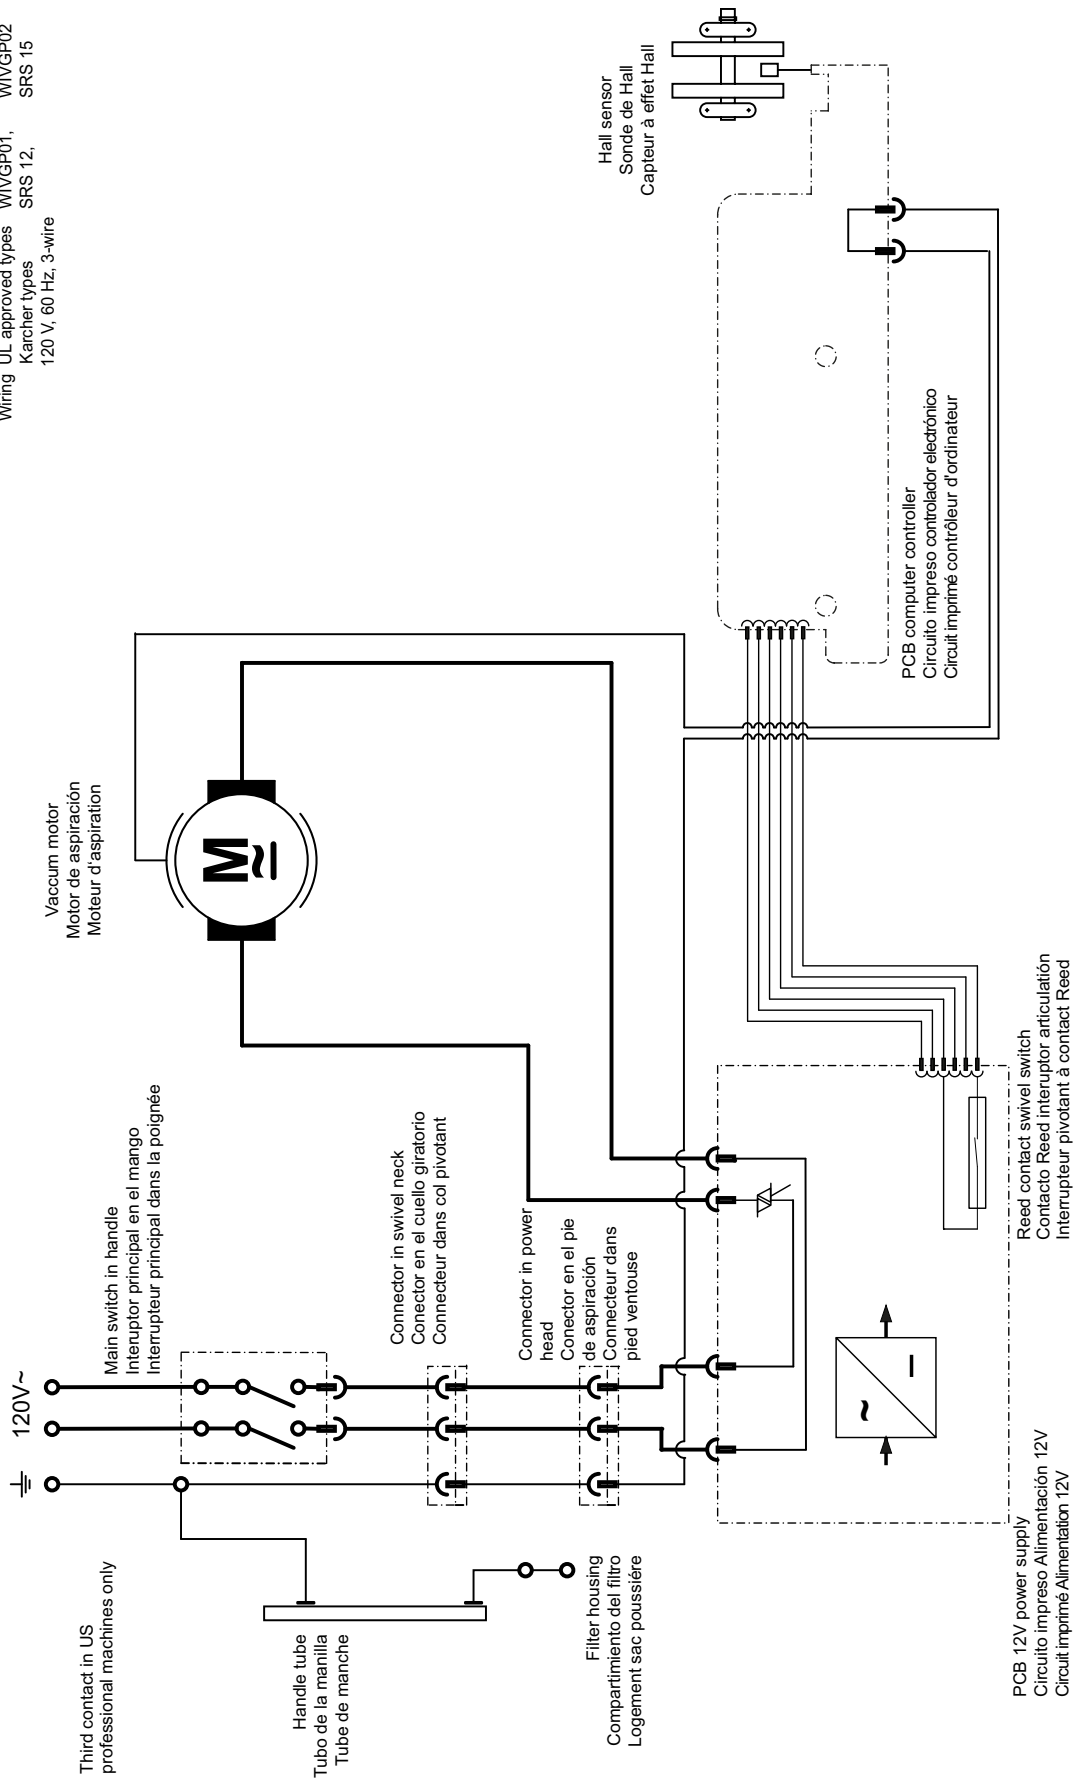 Wiring UL approved types WIVGP01, WIVGP02
Karcher types SRS 12, SRS 15
120 V, 60 Hz, 3-wire
Third contact in US
professional machines only
120V~
Main switch in handle
Interuptor principal en el mango
Interrupteur principal dans la poignée
Vaccum motor
Motor de aspiración
Moteur d'aspiration
M
Handle tube
Tubo de la manilla
Tube de manche
Filter housing
Compartimiento del filtro
Logement sac poussiére
Connector in swivel neck
Conector en el cuello giratorio
Connecteur dans col pivotant
Connector in power
head
Conector en el pie
de aspiración
Connecteur dans
pied ventouse
Hall sensor
Sonde de Hall
Capteur à effet Hall
PCB computer controller
Circuito impreso controlador electrónico
Circuit imprimé contrôleur d'ordinateur
PCB 12V power supply
Circuito impreso Alimentación 12V
Circuit imprimé Alimentation 12V
Reed contact swivel switch
Contacto Reed interruptor articulatión
Interrupteur pivotant à contact Reed